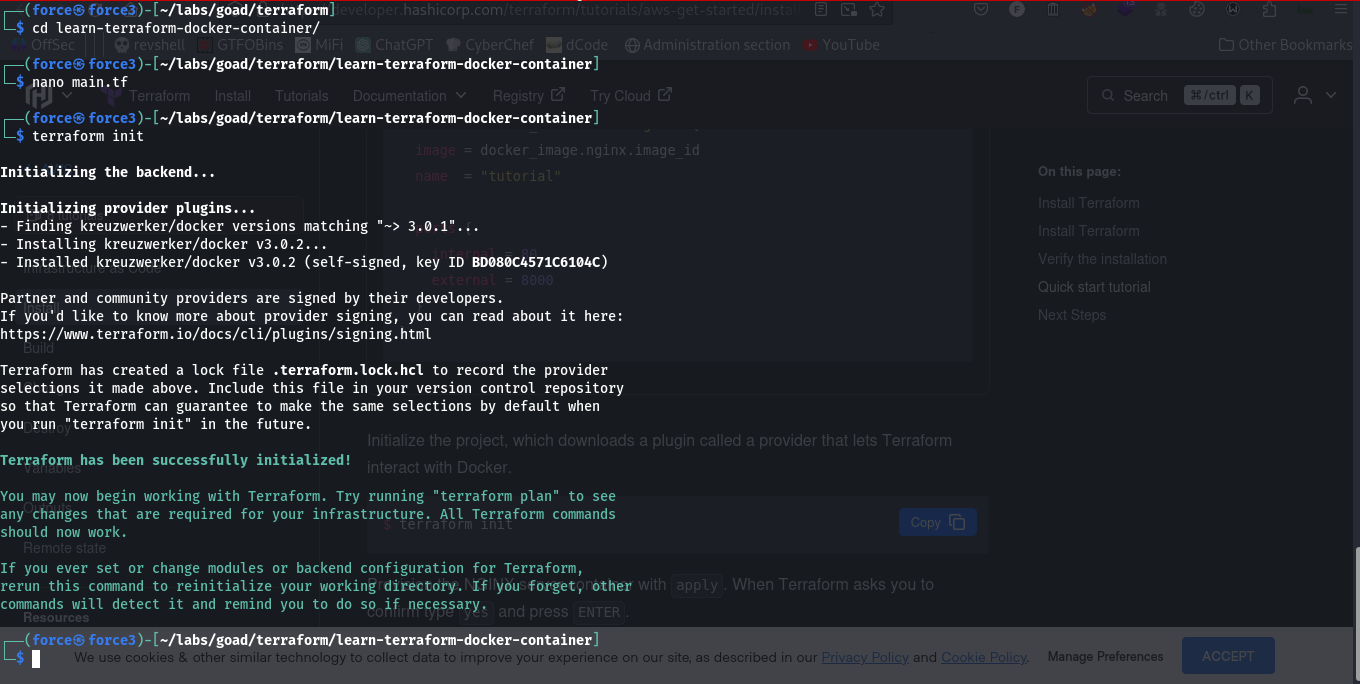 ┌──(force㉿force3)-[~/labs/goad/terraform]
developer.hashicorp.com/terraform/tutorials/aws-get-started/install
└─$ cd learn-terraform-docker-container/
OffSec revshell GTFOBins MiFi ChatGPT CyberChef dCode Administration section YouTube Other Bookmarks
┌──(force㉿force3)-[~/labs/goad/terraform/learn-terraform-docker-container]
└─$ nano main.tf
Terraform Install Tutorials Documentation Registry Try Cloud Search ⌘/ctrl K
┌──(force㉿force3)-[~/labs/goad/terraform/learn-terraform-docker-container]
└─$ terraform init
image = docker_image.nginx.image_id
Initializing the backend...
name = "tutorial"
On this page:
Install Terraform
Initializing provider plugins...
- Finding kreuzwerker/docker versions matching "~> 3.0.1"...
Install Terraform
- Installing kreuzwerker/docker v3.0.2...
internal = 80
Verify the installation
- Installed kreuzwerker/docker v3.0.2 (self-signed, key ID BD080C4571C6104C)
Infrastructure as Code
external = 8000
Quick start tutorial
Partner and community providers are signed by their developers.
Install
If you'd like to know more about provider signing, you can read about it here:
Next Steps
https://www.terraform.io/docs/cli/plugins/signing.html
Build
Terraform has created a lock file .terraform.lock.hcl to record the provider
selections it made above. Include this file in your version control repository
so that Terraform can guarantee to make the same selections by default when
you run "terraform init" in the future.
Destroy
Initialize the project, which downloads a plugin called a provider that lets Terraform
interact with Docker.
Terraform has been successfully initialized!
Variables
You may now begin working with Terraform. Try running "terraform plan" to see
any changes that are required for your infrastructure. All Terraform commands
should now work.
Outputs
$ terraform init
Copy
Remote state
If you ever set or change modules or backend configuration for Terraform,
rerun this command to reinitialize your working directory. If you forget, other
commands will detect it and remind you to do so if necessary.
Provision the NGINX server container with apply. When Terraform asks you to
confirm type yes and press ENTER.
Resources
┌──(force㉿force3)-[~/labs/goad/terraform/learn-terraform-docker-container]
└─$
We use cookies & other similar technology to collect data to improve your experience on our site, as described in our Privacy Policy and Cookie Policy.
Manage Preferences
ACCEPT